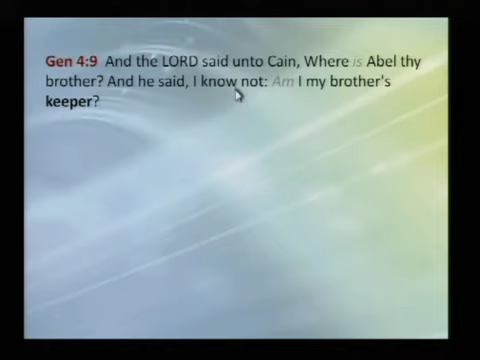 Gen 4:9 And the LORD said unto Cain, Where is Abel thy
brother? And he said, I know not: Am I my brother's
keeper?